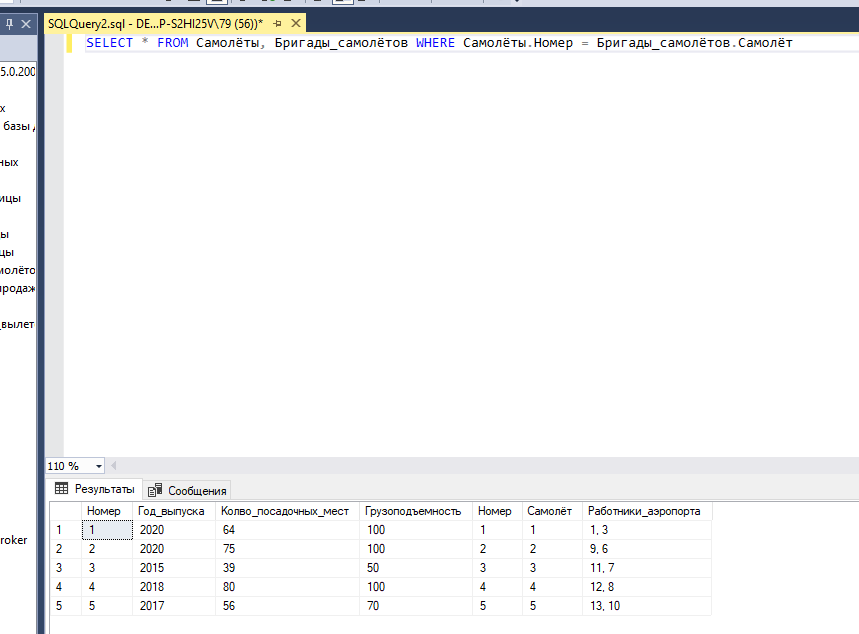 SQLQuery2.sql - DE...P-S2HI25V\79 (56))*
SELECT * FROM Самолёты, Бригады_самолётов WHERE Самолёты.Номер = Бригады_самолётов.Самолёт
5.0.200
х
базы
ных
ицы
ы
цы
молёто
продаж
_вылет
roker
110 %
Результаты Сообщения
Номер Год_выпуска Колво_посадочных_мест Грузоподъемность Номер Самолёт Работники_аэропорта
1 1 2020 64 100 1 1 1, 3
2 2 2020 75 100 2 2 9, 6
3 3 2015 39 50 3 3 11, 7
4 4 2018 80 100 4 4 12, 8
5 5 2017 56 70 5 5 13, 10